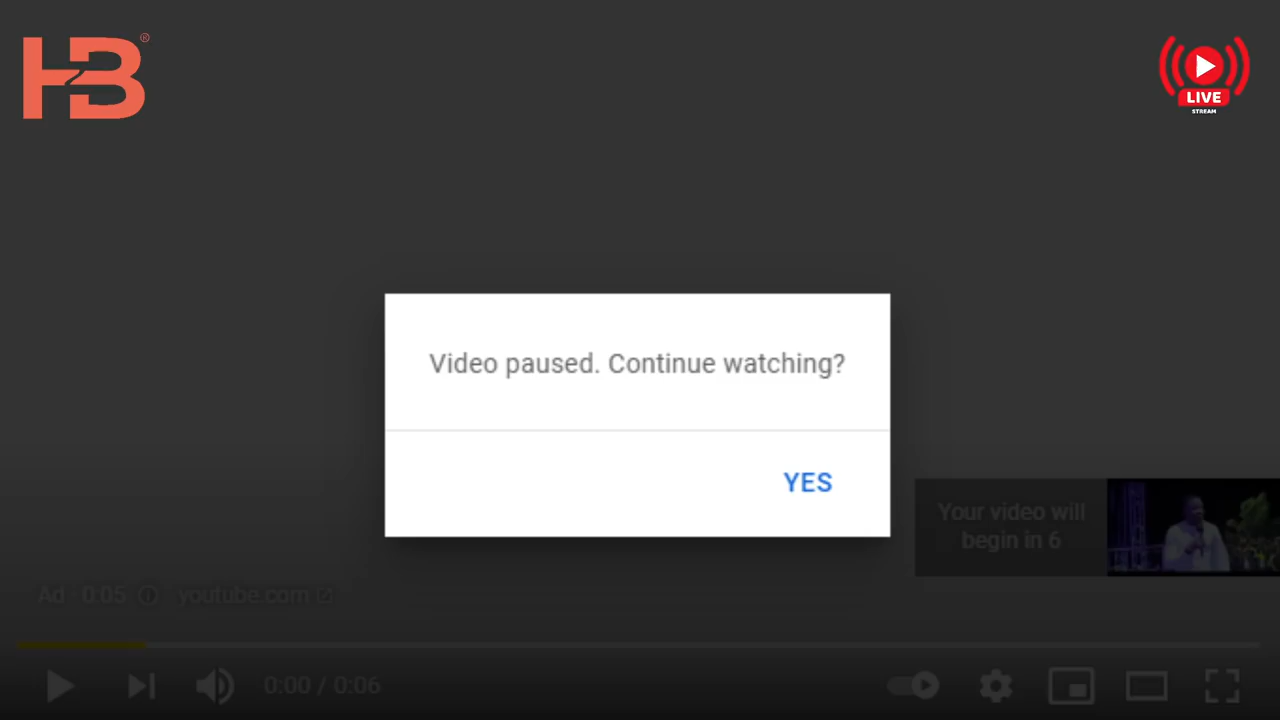 HB®
LIVE
STREAM
Video paused. Continue watching?
YES
Your video will
begin in 6
Ad 0:05 youtube.com
0:00 / 0:06